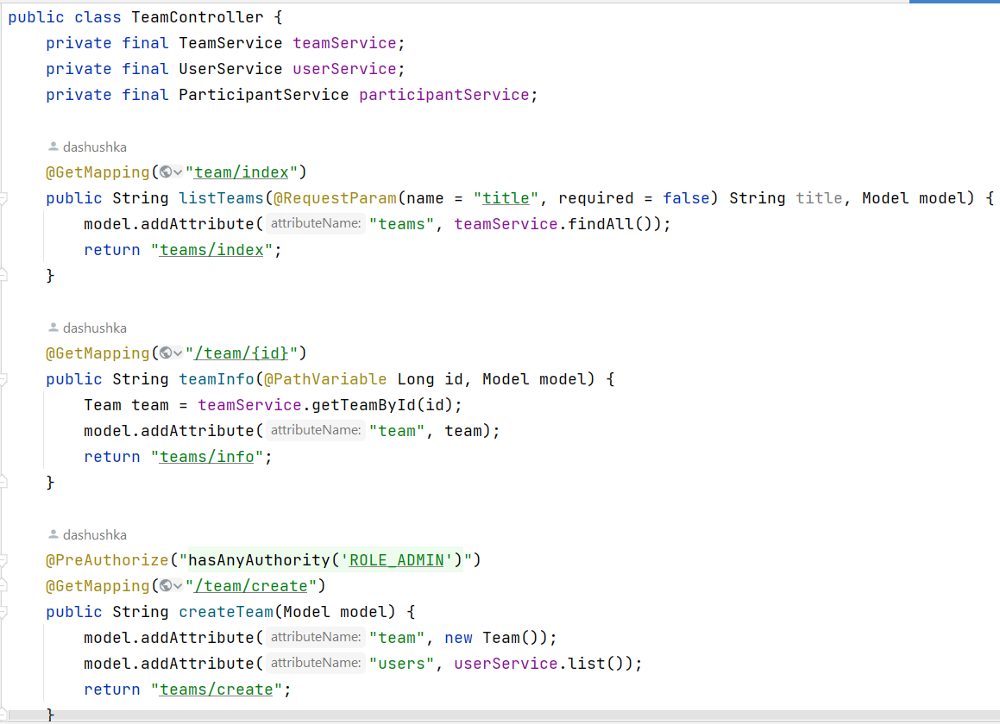 public class TeamController {
    private final TeamService teamService;
    private final UserService userService;
    private final ParticipantService participantService;

    dashushka
    @GetMapping("team/index")
    public String listTeams(@RequestParam(name = "title", required = false) String title, Model model) {
        model.addAttribute( attributeName: "teams", teamService.findAll());
        return "teams/index";
    }

    dashushka
    @GetMapping("/team/{id}")
    public String teamInfo(@PathVariable Long id, Model model) {
        Team team = teamService.getTeamById(id);
        model.addAttribute( attributeName: "team", team);
        return "teams/info";
    }

    dashushka
    @PreAuthorize("hasAnyAuthority('ROLE_ADMIN')")
    @GetMapping("/team/create")
    public String createTeam(Model model) {
        model.addAttribute( attributeName: "team", new Team());
        model.addAttribute( attributeName: "users", userService.list());
        return "teams/create";
    }